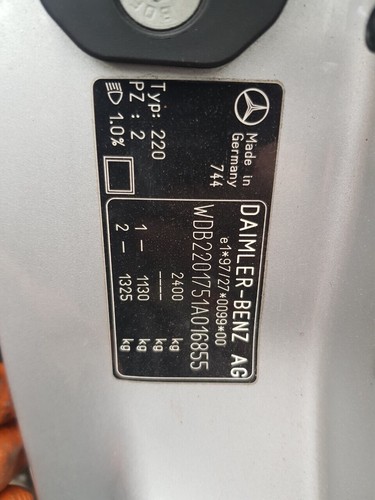 DAIMLER-BENZ AG
Made in
Germany
744
e1*97/27*0099*00
WDB2201751A016855
Typ: 220
PZ : 2
1.0%
2400 kg
--- kg
1 – 1130 kg
2 – 1325 kg